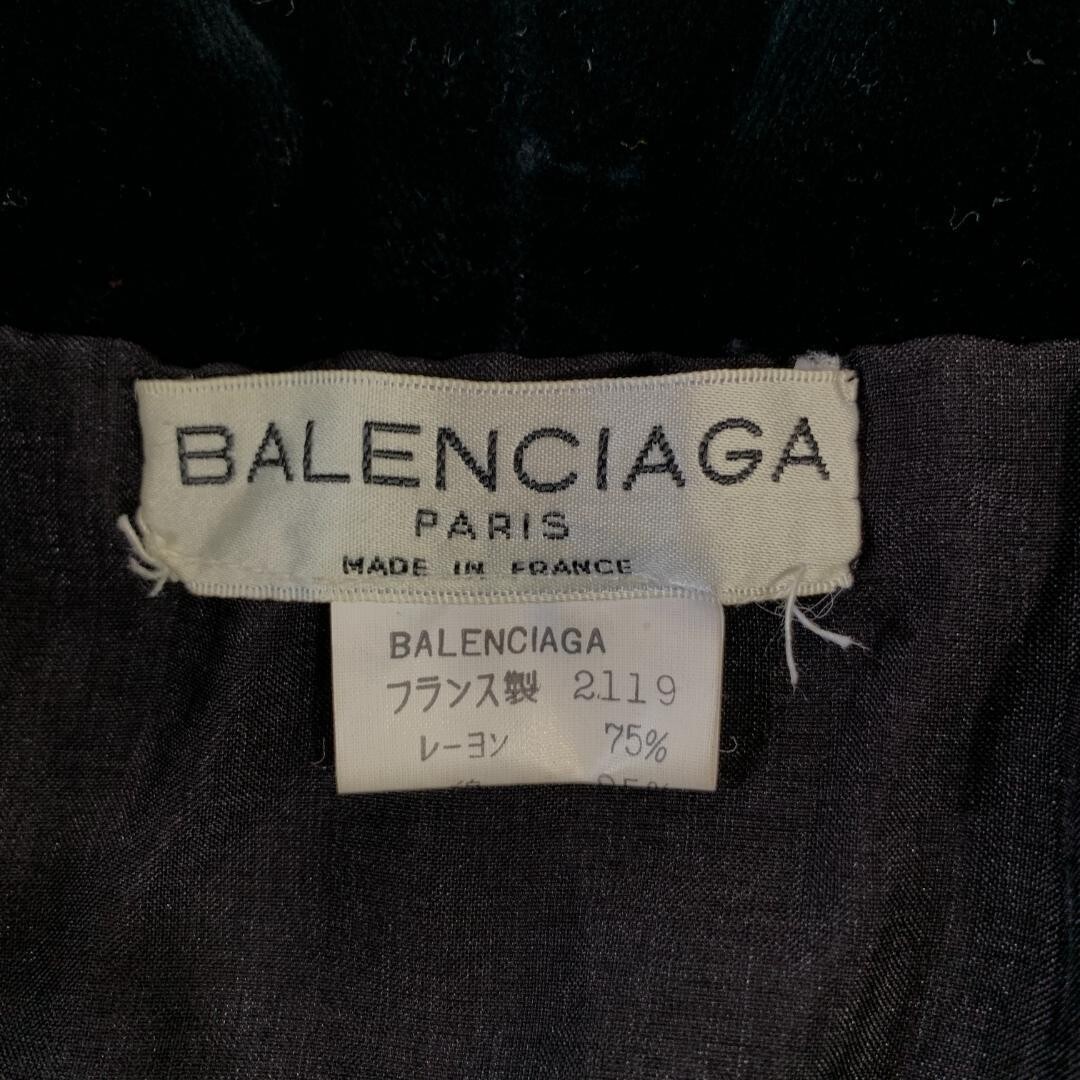 BALENCIAGA
PARIS
MADE IN FRANCE
BALENCIAGA
フランス製 2119
レーヨン 75%